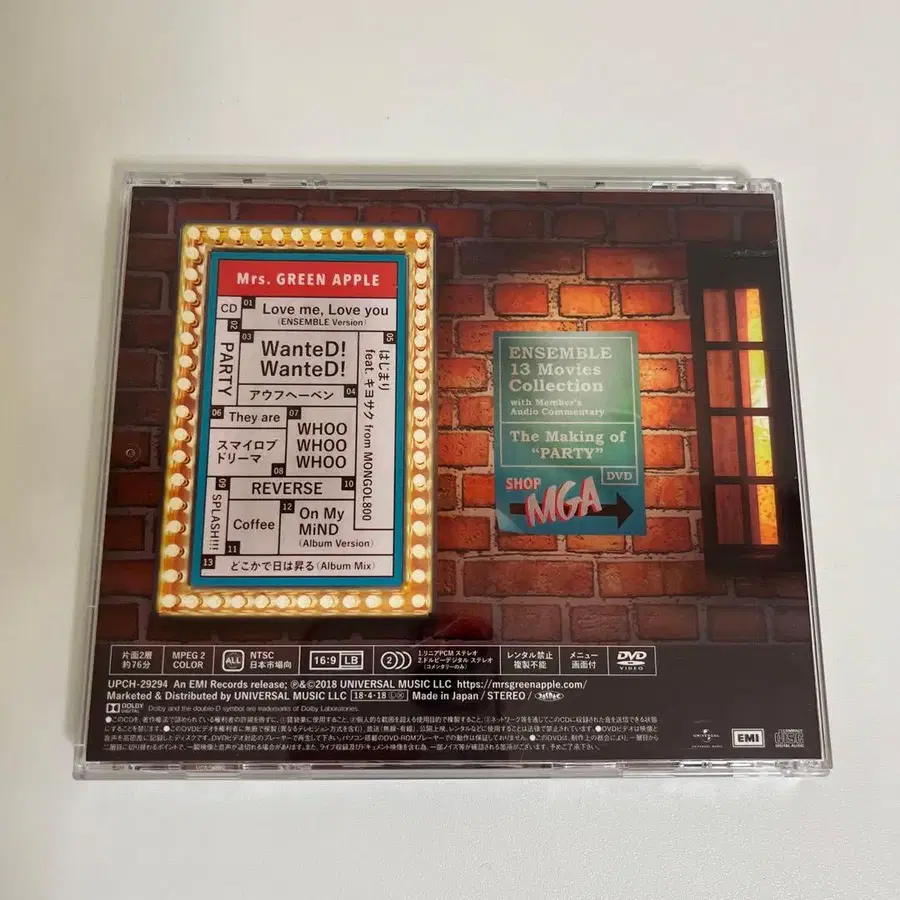 Mrs. GREEN APPLE
CD
01
Love me, Love you
(ENSEMBLE Version)
02
PARTY
03
WanteD!
WanteD!
アウフヘーベン
04
05
はじまり
feat. キヨサク from MONGOL800
06
They are
07
WHOO
WHOO
WHOO
スマイロブ
ドリーマ
08
09
SPLASH!!!
REVERSE
10
Coffee
11
12
On My
MiND
(Album Version)
13
どこかで日は昇る (Album Mix)
ENSEMBLE
13 Movies
Collection
with Member's
Audio Commentary
The Making of
"PARTY"
DVD
SHOP
MGA
片面2層
約76分
MPEG 2
COLOR
ALL
NTSC
日本市場向
16:9 LB
2
1.リニアPCM ステレオ
2.ドルビーデジタル ステレオ
(コメンタリーのみ)
レンタル禁止
複製不能
メニュー
画面付
DVD
VIDEO
UPCH-29294 An EMI Records release; ℗&©2018 UNIVERSAL MUSIC LLC https://mrsgreenapple.com/
Marketed & Distributed by UNIVERSAL MUSIC LLC 18・4・18 Made in Japan / STEREO /
DOLBY
DIGITAL
Dolby and the double-D symbol are trademarks of Dolby Laboratories.
UNIVERSAL
EMI
COMPACT
disc
DIGITAL AUDIO